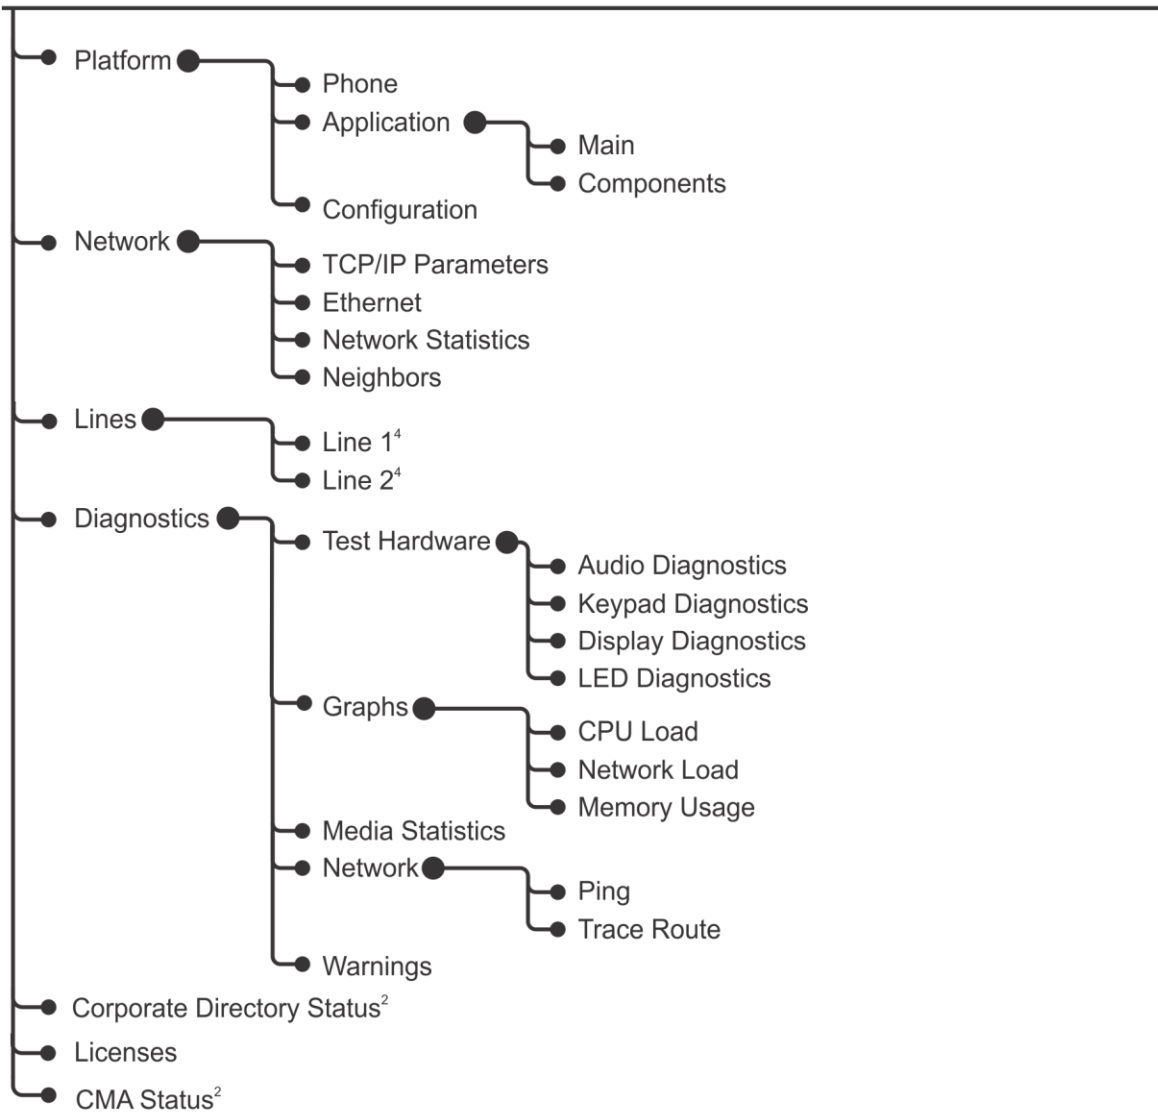 Platform
Phone
Application
Main
Components
Configuration
Network
TCP/IP Parameters
Ethernet
Network Statistics
Neighbors
Lines
Line 1⁴
Line 2⁴
Diagnostics
Test Hardware
Audio Diagnostics
Keypad Diagnostics
Display Diagnostics
LED Diagnostics
Graphs
CPU Load
Network Load
Memory Usage
Media Statistics
Network
Ping
Trace Route
Warnings
Corporate Directory Status²
Licenses
CMA Status²